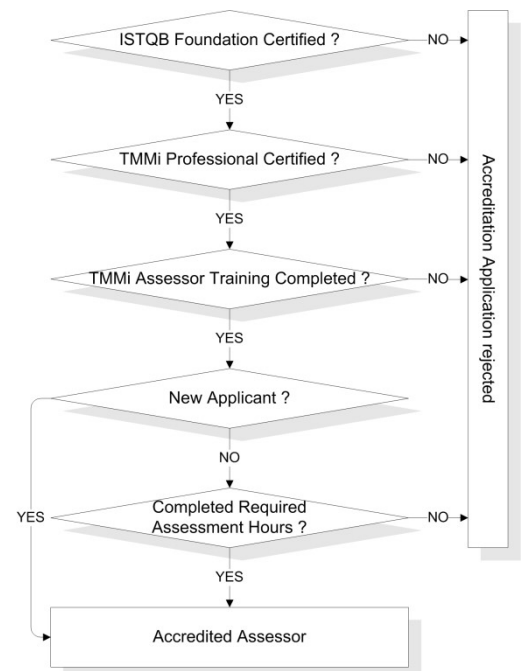 ISTQB Foundation Certified ?
NO
YES
TMMi Professional Certified ?
NO
YES
TMMi Assessor Training Completed ?
NO
YES
New Applicant ?
NO
YES
Completed Required
Assessment Hours ?
NO
YES
Accredited Assessor
Accreditation Application rejected